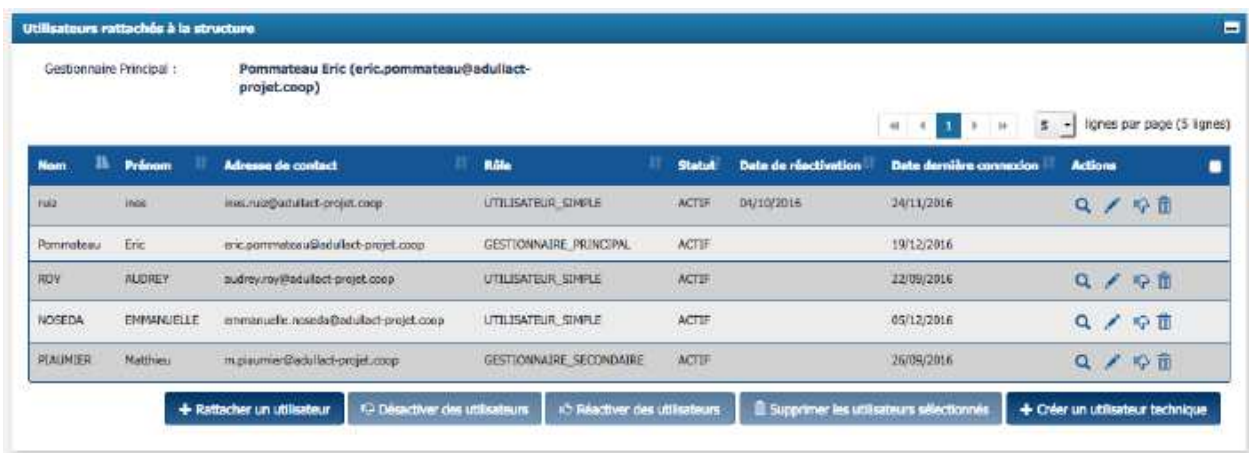 Utilisateurs rattachés à la structure
Gestionnaire Principal :
Pommateau Eric (eric.pommateau@adullact-
projet.coop)
1 5 lignes par page (5 lignes)
Nom Prénom Adresse de contact Rôle Statut Date de réactivation Date dernière connexion Actions
ruiz ines ines.ruiz@adullact-projet.coop UTILISATEUR_SIMPLE ACTIF 04/10/2016 24/11/2016
Pommateau Eric eric.pommateau@adullact-projet.coop GESTIONNAIRE_PRINCIPAL ACTIF 19/12/2016
ROY AUDREY audrey.roy@adullact-projet.coop UTILISATEUR_SIMPLE ACTIF 22/09/2016
NOSEDA EMMANUELLE emmanuelle.noseda@adullact-projet.coop UTILISATEUR_SIMPLE ACTIF 05/12/2016
PIAUMIER Matthieu m.piaumier@adullact-projet.coop GESTIONNAIRE_SECONDAIRE ACTIF 26/09/2016
Rattacher un utilisateur Désactiver des utilisateurs Réactiver des utilisateurs Supprimer les utilisateurs sélectionnés Créer un utilisateur technique